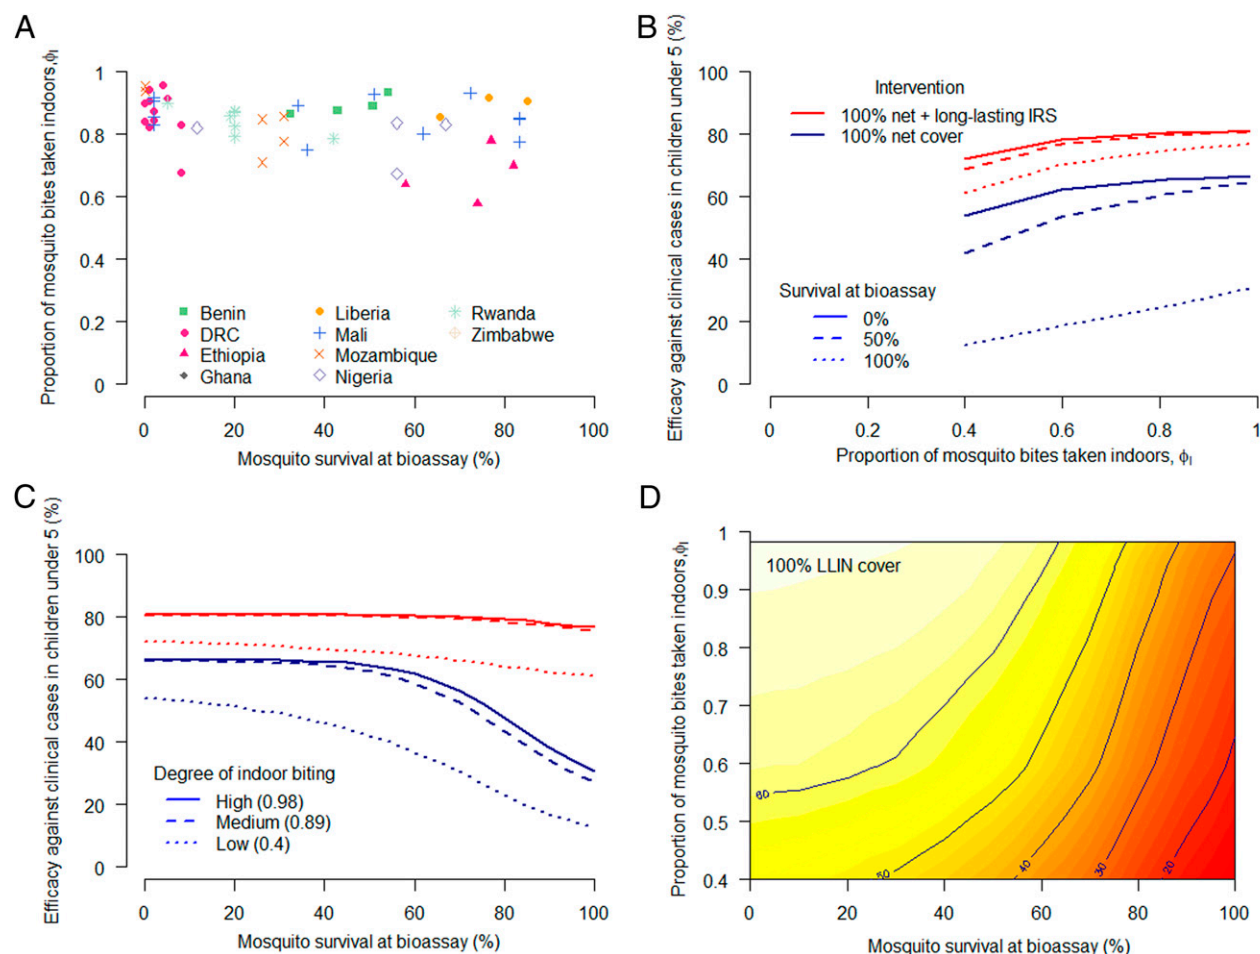 A
Proportion of mosquito bites taken indoors,ϕI
1
0.8
0.6
0.4
0.2
0
Benin
DRC
Ethiopia
Ghana
Liberia
Mali
Mozambique
Nigeria
Rwanda
Zimbabwe
0 20 40 60 80 100
Mosquito survival at bioassay (%)
B
Efficacy against clinical cases in children under 5 (%)
100
80
60
40
20
0
Intervention
100% net + long-lasting IRS
100% net cover
Survival at bioassay
0%
50%
100%
0 0.2 0.4 0.6 0.8 1
Proportion of mosquito bites taken indoors, ϕI
C
Efficacy against clinical cases in children under 5 (%)
100
80
60
40
20
0
Degree of indoor biting
High (0.98)
Medium (0.89)
Low (0.4)
0 20 40 60 80 100
Mosquito survival at bioassay (%)
D
Proportion of mosquito bites taken indoors,ϕI
1
0.9
0.8
0.7
0.6
0.5
0.4
100% LLIN cover
60
50
40
30
20
0 20 40 60 80 100
Mosquito survival at bioassay (%)